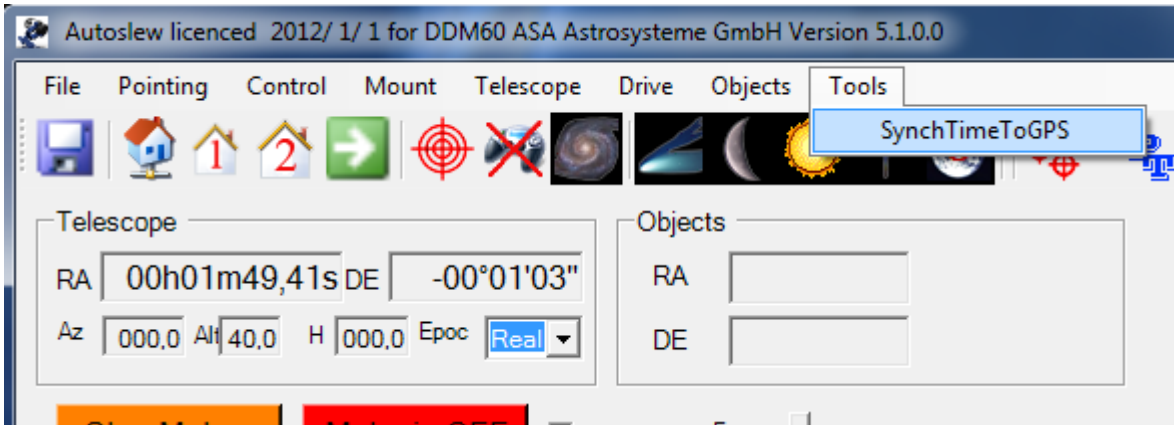 Autoslew licenced 2012/ 1/ 1 for DDM60 ASA Astrosysteme GmbH Version 5.1.0.0
File Pointing Control Mount Telescope Drive Objects Tools
SynchTimeToGPS
1 2
Telescope
RA 00h01m49,41s DE -00°01'03"
Az 000,0 Alt 40,0 H 000,0 Epoc Real
Objects
RA
DE